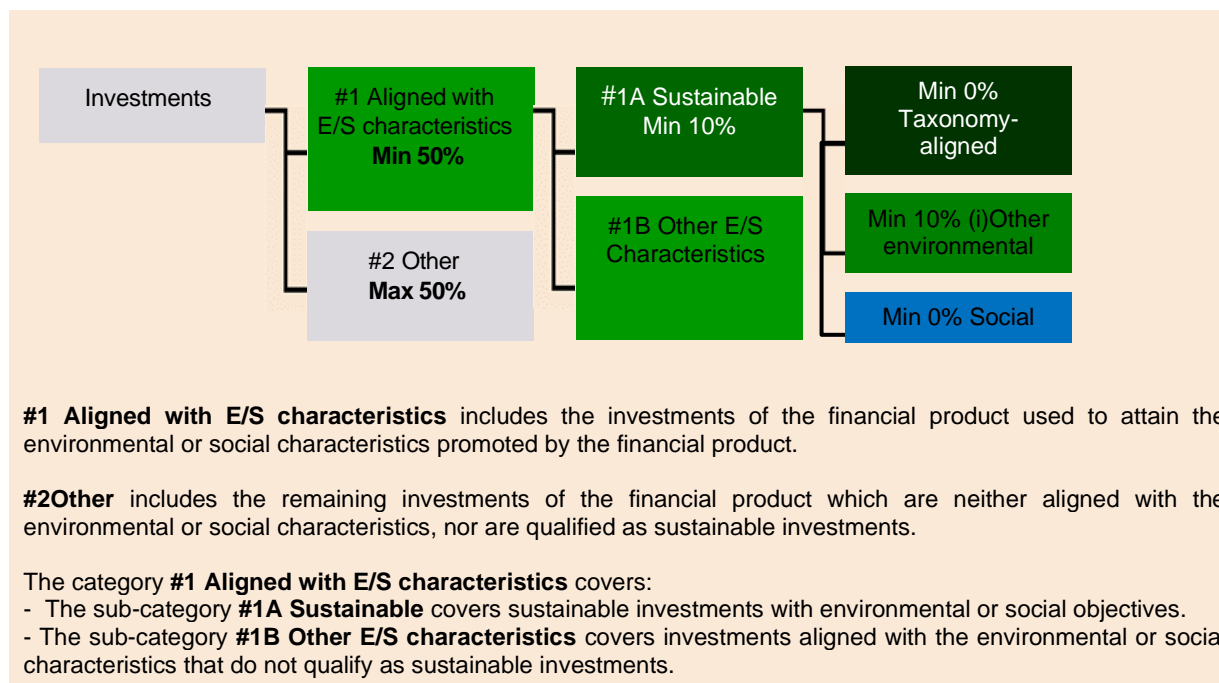 Investments
#1 Aligned with
E/S characteristics
Min 50%
#2 Other
Max 50%
#1A Sustainable
Min 10%
#1B Other E/S
Characteristics
Min 0%
Taxonomy-
aligned
Min 10% (i)Other
environmental
Min 0% Social
#1 Aligned with E/S characteristics includes the investments of the financial product used to attain the
environmental or social characteristics promoted by the financial product.
#2Other includes the remaining investments of the financial product which are neither aligned with the
environmental or social characteristics, nor are qualified as sustainable investments.
The category #1 Aligned with E/S characteristics covers:
- The sub-category #1A Sustainable covers sustainable investments with environmental or social objectives.
- The sub-category #1B Other E/S characteristics covers investments aligned with the environmental or social
characteristics that do not qualify as sustainable investments.